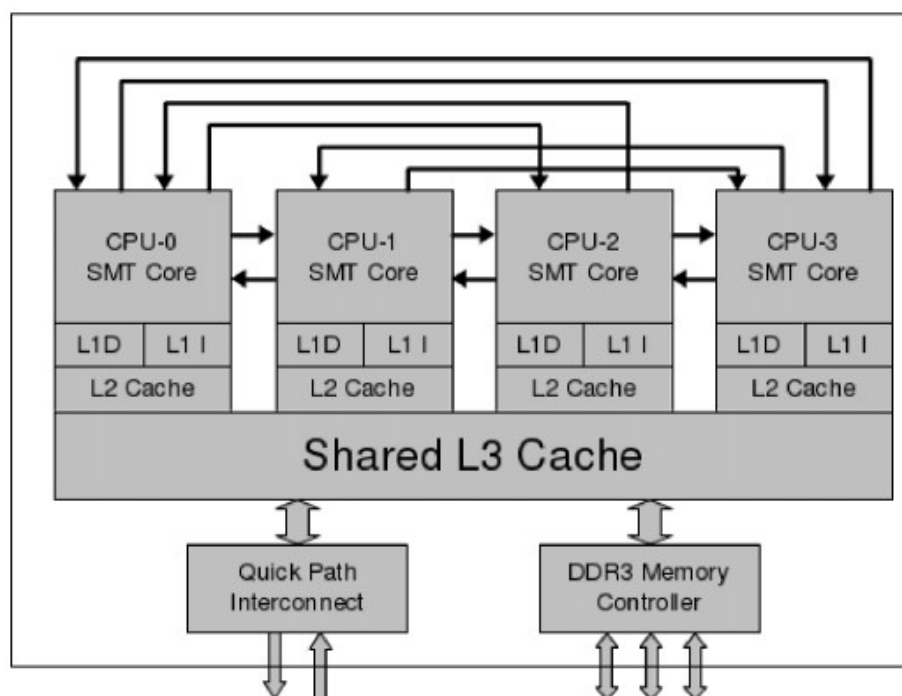 CPU-0
SMT Core
CPU-1
SMT Core
CPU-2
SMT Core
CPU-3
SMT Core
L1D
L1 I
L1D
L1 I
L1D
L1 I
L1D
L1 I
L2 Cache
L2 Cache
L2 Cache
L2 Cache
Shared L3 Cache
Quick Path
Interconnect
DDR3 Memory
Controller